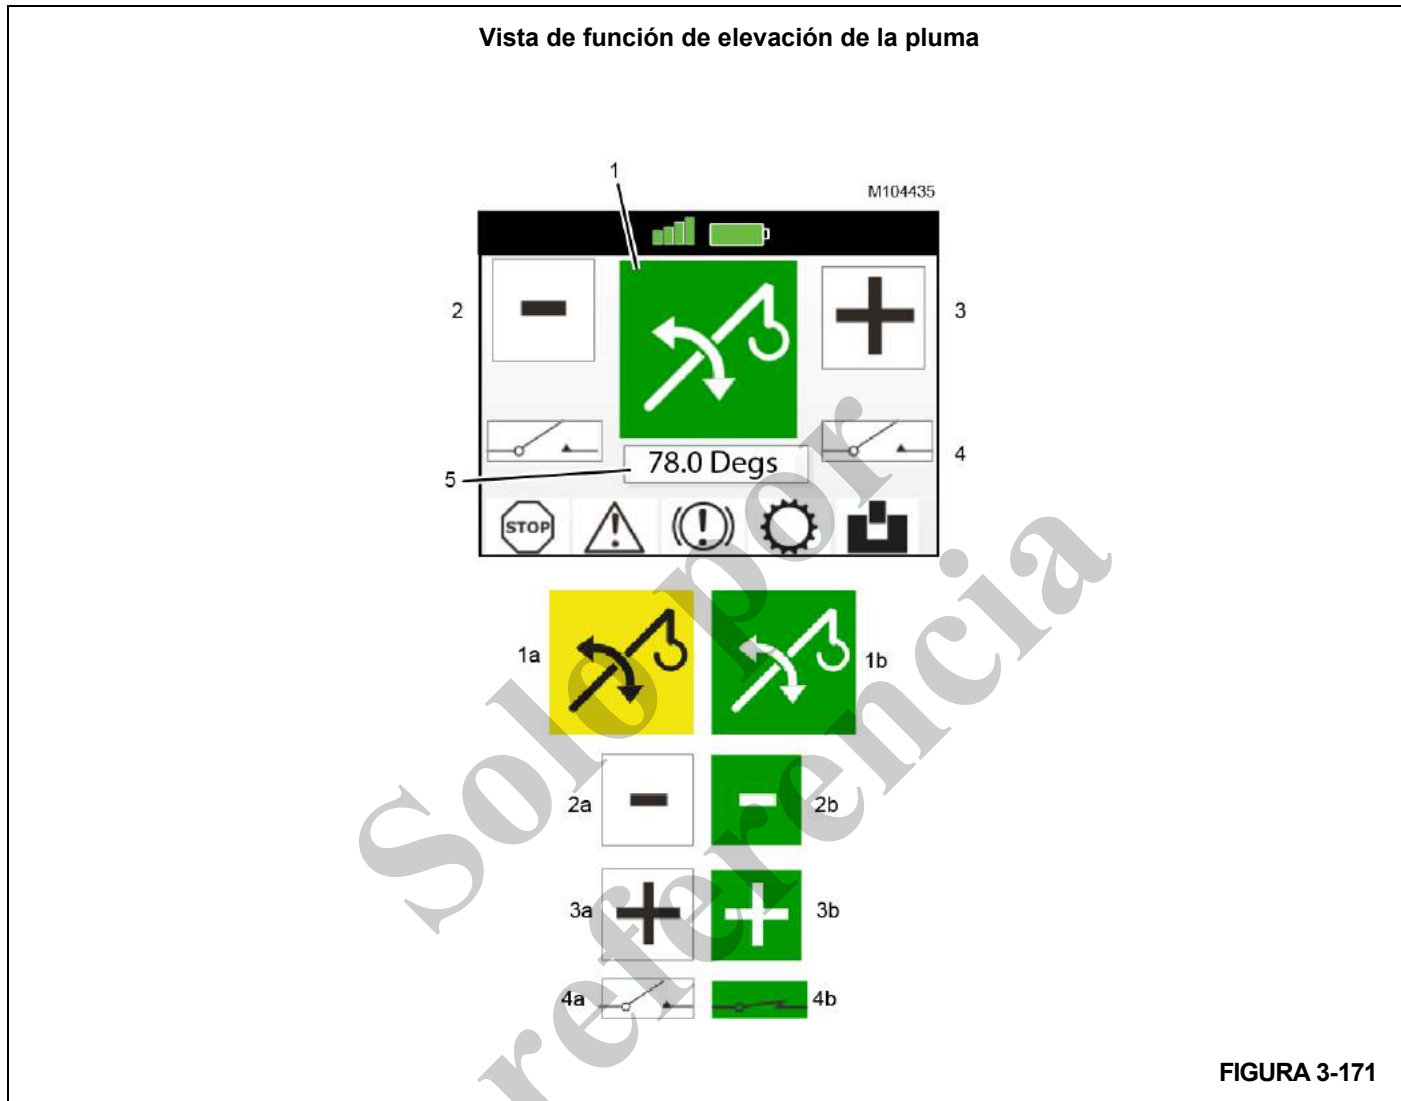 Vista de función de elevación de la pluma
1
M104435
2
3
4
78.0 Degs
5
STOP
1a
1b
2a
2b
3a
3b
4a
4b
Solo por
referencia
FIGURA 3-171